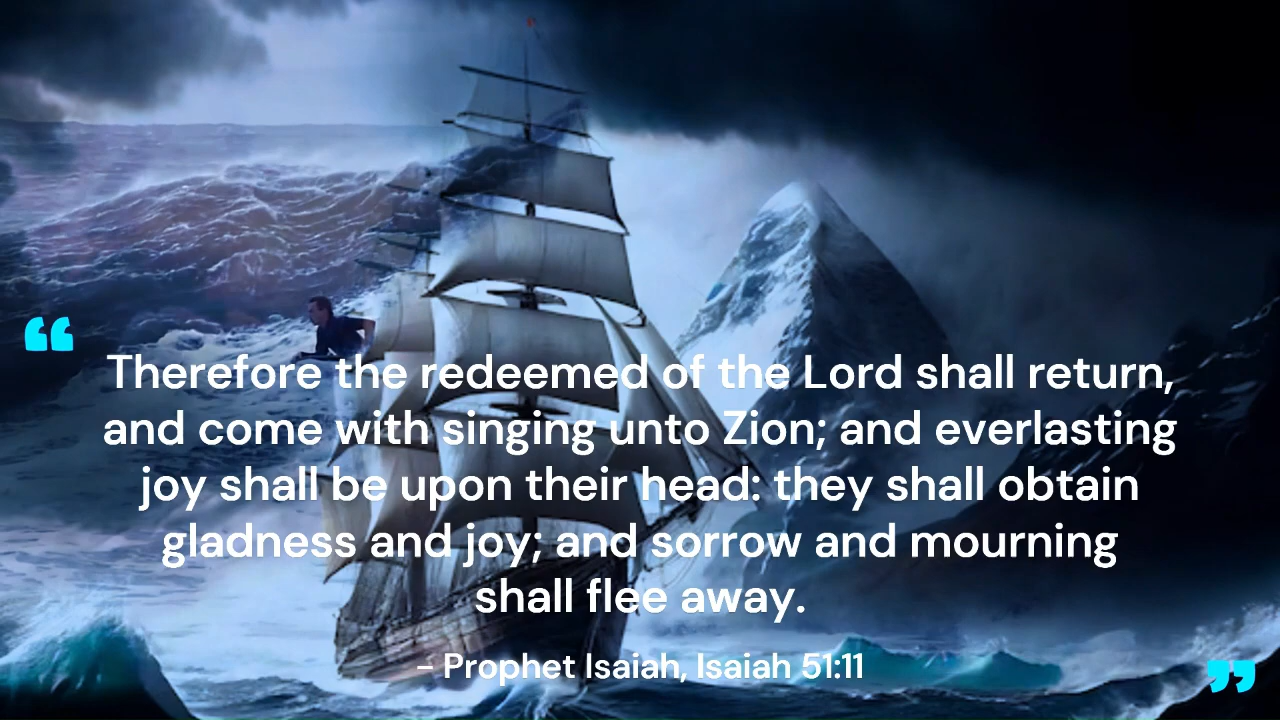 “
Therefore the redeemed of the Lord shall return,
and come with singing unto Zion; and everlasting
joy shall be upon their head: they shall obtain
gladness and joy; and sorrow and mourning
shall flee away.
– Prophet Isaiah, Isaiah 51:11
”